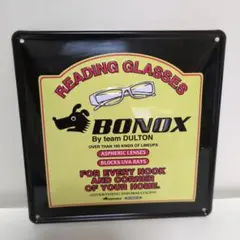 READING GLASSES
BONOX
By team DULTON
OVER THAN 100 KINDS OF LINEUPS
ASPHERIC LENSES
BLOCKS UVA RAYS
FOR EVERY NOOK
AND CORNER
OF YOUR HOME.